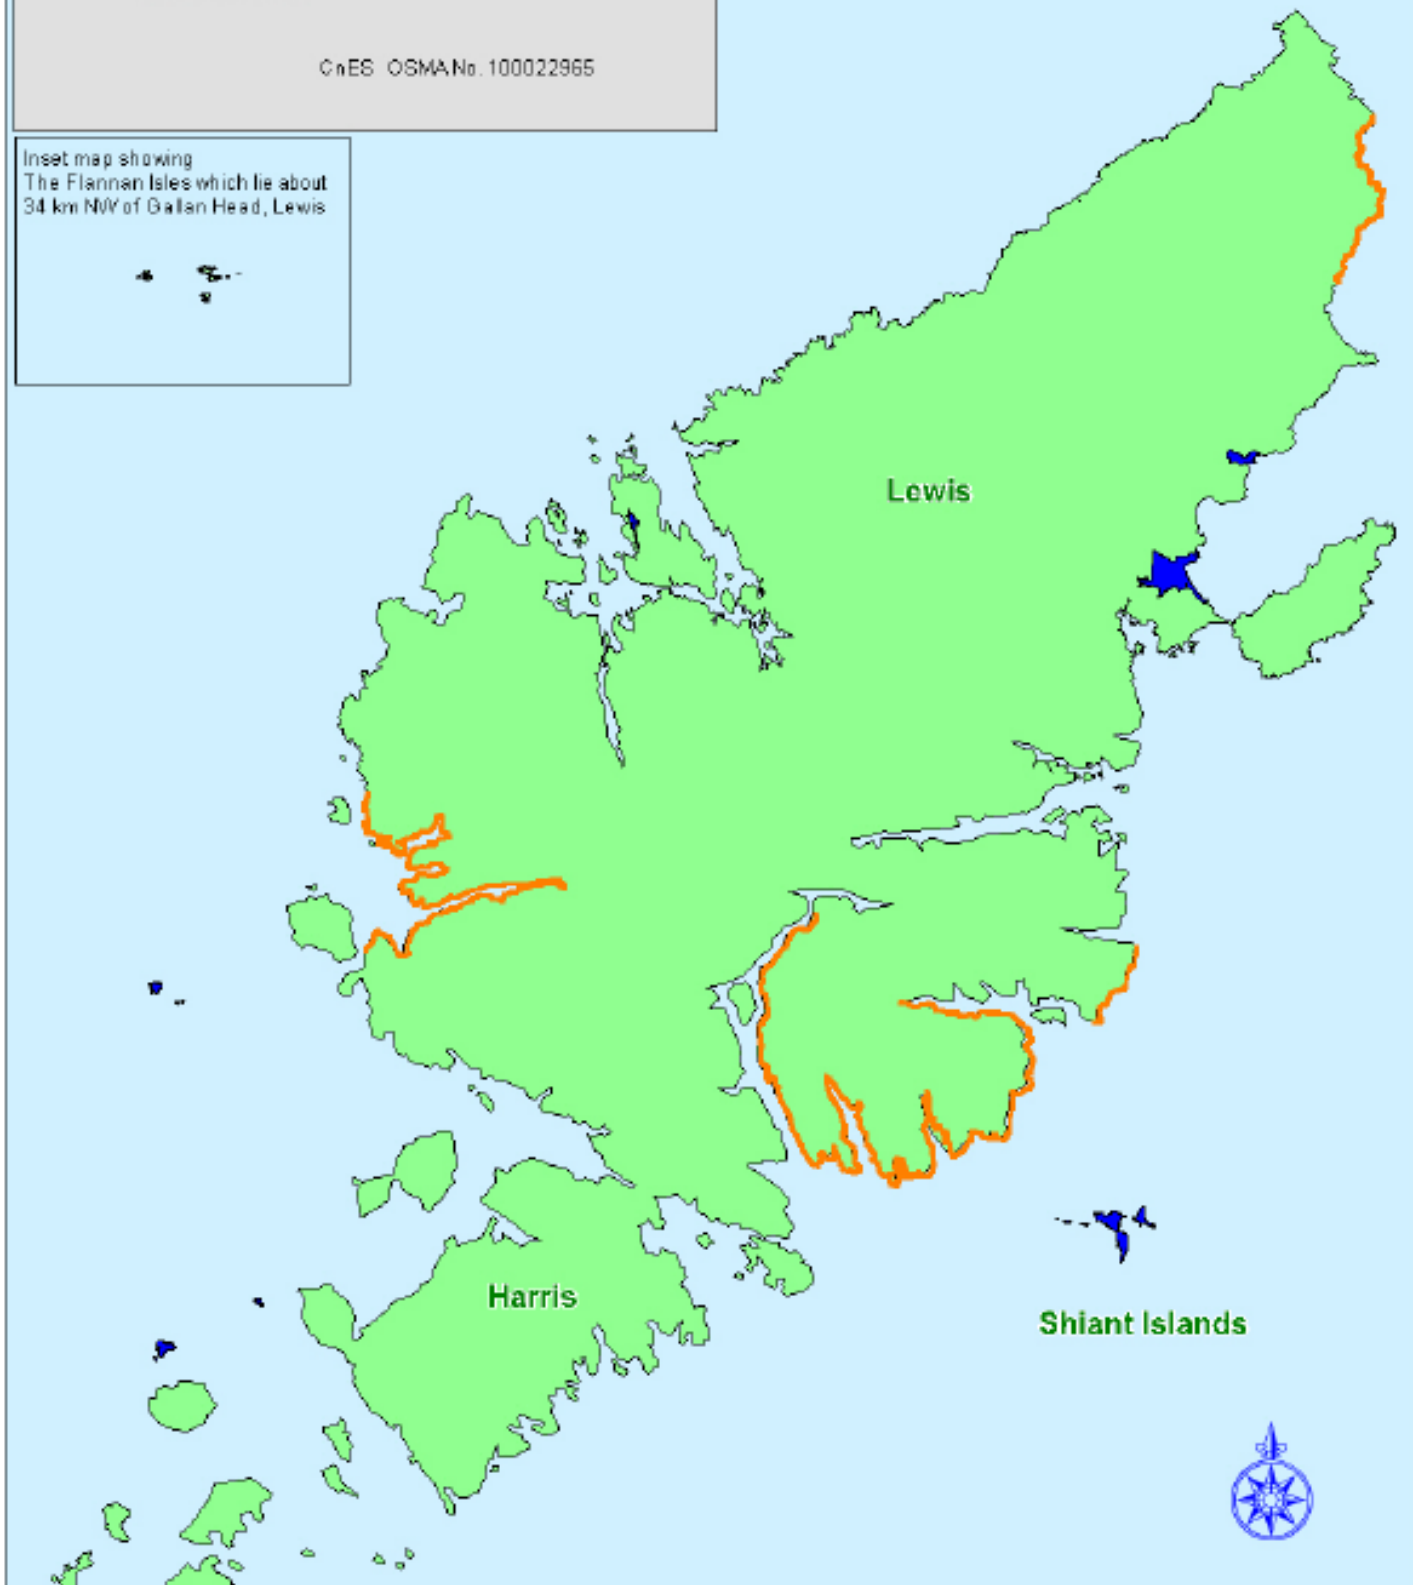 CnES OSMA No. 100022965
Inset map showing
The Flannan Isles which lie about
34 km NW of Gallan Head, Lewis
Lewis
Harris
Shiant Islands